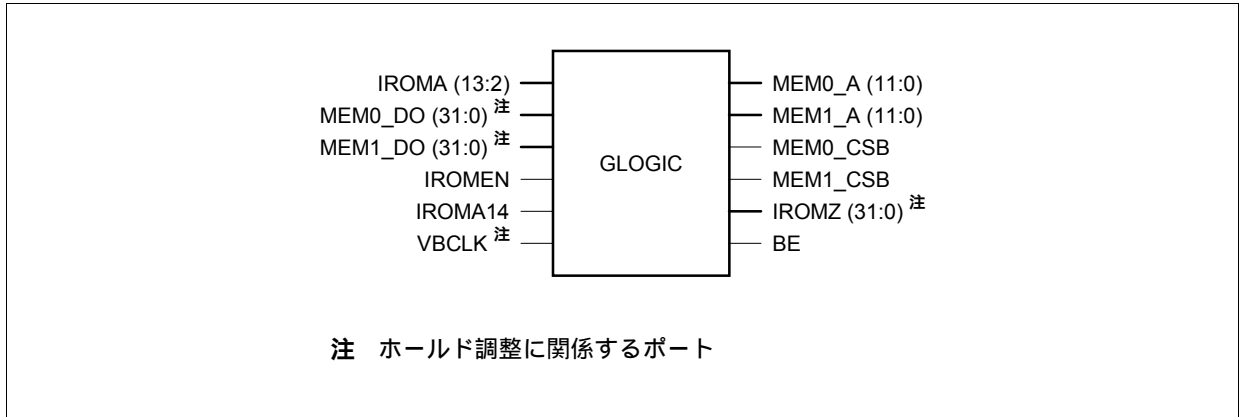 IROMA (13:2)
MEM0_DO (31:0) 注
MEM1_DO (31:0) 注
IROMEN
IROMA14
VBCLK 注
GLOGIC
MEM0_A (11:0)
MEM1_A (11:0)
MEM0_CSB
MEM1_CSB
IROMZ (31:0) 注
BE
注 ホールド調整に関係するポート